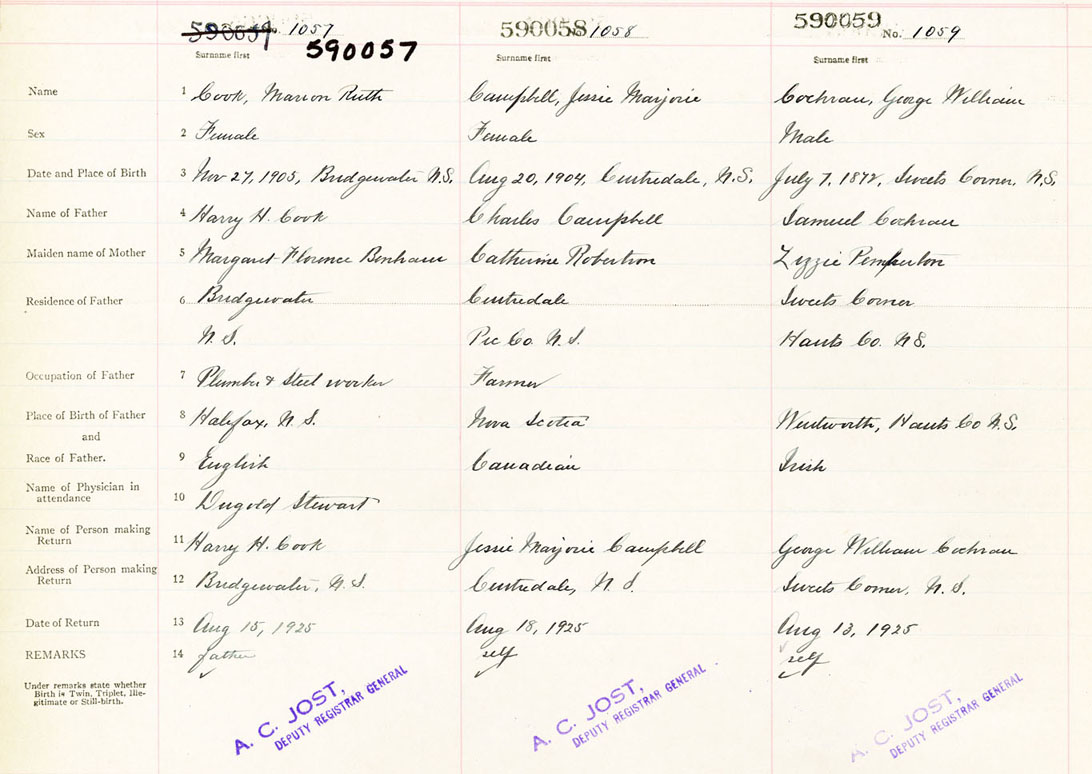 590059 1057 590058 No. 1058 590059 No. 1059
590057
Surname first Surname first Surname first
Name 1 Cook, Marion Ruth Campbell, Jessie Marjorie Cochran, George William
Sex 2 Female Female Male
Date and Place of Birth 3 Nov 27, 1905, Bridgewater N.S. Aug 20, 1904, Centredale, N.S. July 7, 1872, Sweets Corner, N.S.
Name of Father 4 Harry H. Cook Charles Campbell Samuel Cochran
Maiden name of Mother 5 Margaret Florence Bonham Catherine Robertson Lizzie Pemberton
Residence of Father 6 Bridgewater Centredale Sweets Corner
N. S. Pic Co. N. S. Hants Co. N.S.
Occupation of Father 7 Plumber & Steel worker Farmer
Place of Birth of Father 8 Halifax, N. S. Nova Scotia Wentworth, Hants Co N.S.
and
Race of Father. 9 English Canadian Irish
Name of Physician in
attendance 10 Dugold Stewart
Name of Person making
Return 11 Harry H. Cook Jessie Marjorie Campbell George William Cochran
Address of Person making
Return 12 Bridgewater, N. S. Centredale, N. S. Sweets Corner, N. S.
Date of Return 13 Aug 15, 1925 Aug 18, 1925 Aug 13, 1925
REMARKS 14 father self self
Under remarks state whether
Birth is Twin, Triplet, Ille-
gitimate or Still-birth.
A. C. JOST, A. C. JOST, A. C. JOST,
DEPUTY REGISTRAR GENERAL DEPUTY REGISTRAR GENERAL DEPUTY REGISTRAR GENERAL